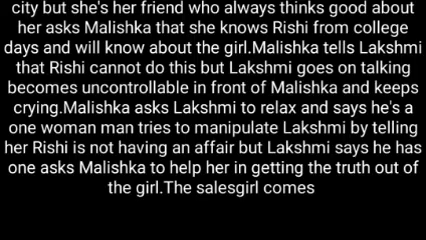 city but she's her friend who always thinks good about
her asks Malishka that she knows Rishi from college
days and will know about the girl.Malishka tells Lakshmi
that Rishi cannot do this but Lakshmi goes on talking
becomes uncontrollable in front of Malishka and keeps
crying.Malishka asks Lakshmi to relax and says he's a
one woman man tries to manipulate Lakshmi by telling
her Rishi is not having an affair but Lakshmi says he has
one asks Malishka to help her in getting the truth out of
the girl.The salesgirl comes